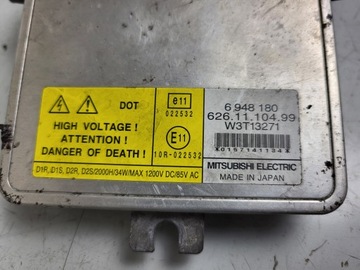 DOT
HIGH VOLTAGE !
ATTENTION !
DANGER OF DEATH !
e11
022532
E11
10R-022532
D1R, D1S, D2R, D2S/2000H/34W/MAX 1200V DC/85V AC
6 948 180
626.11.104.99
W3T13271
MITSUBISHI ELECTRIC
MADE IN JAPAN